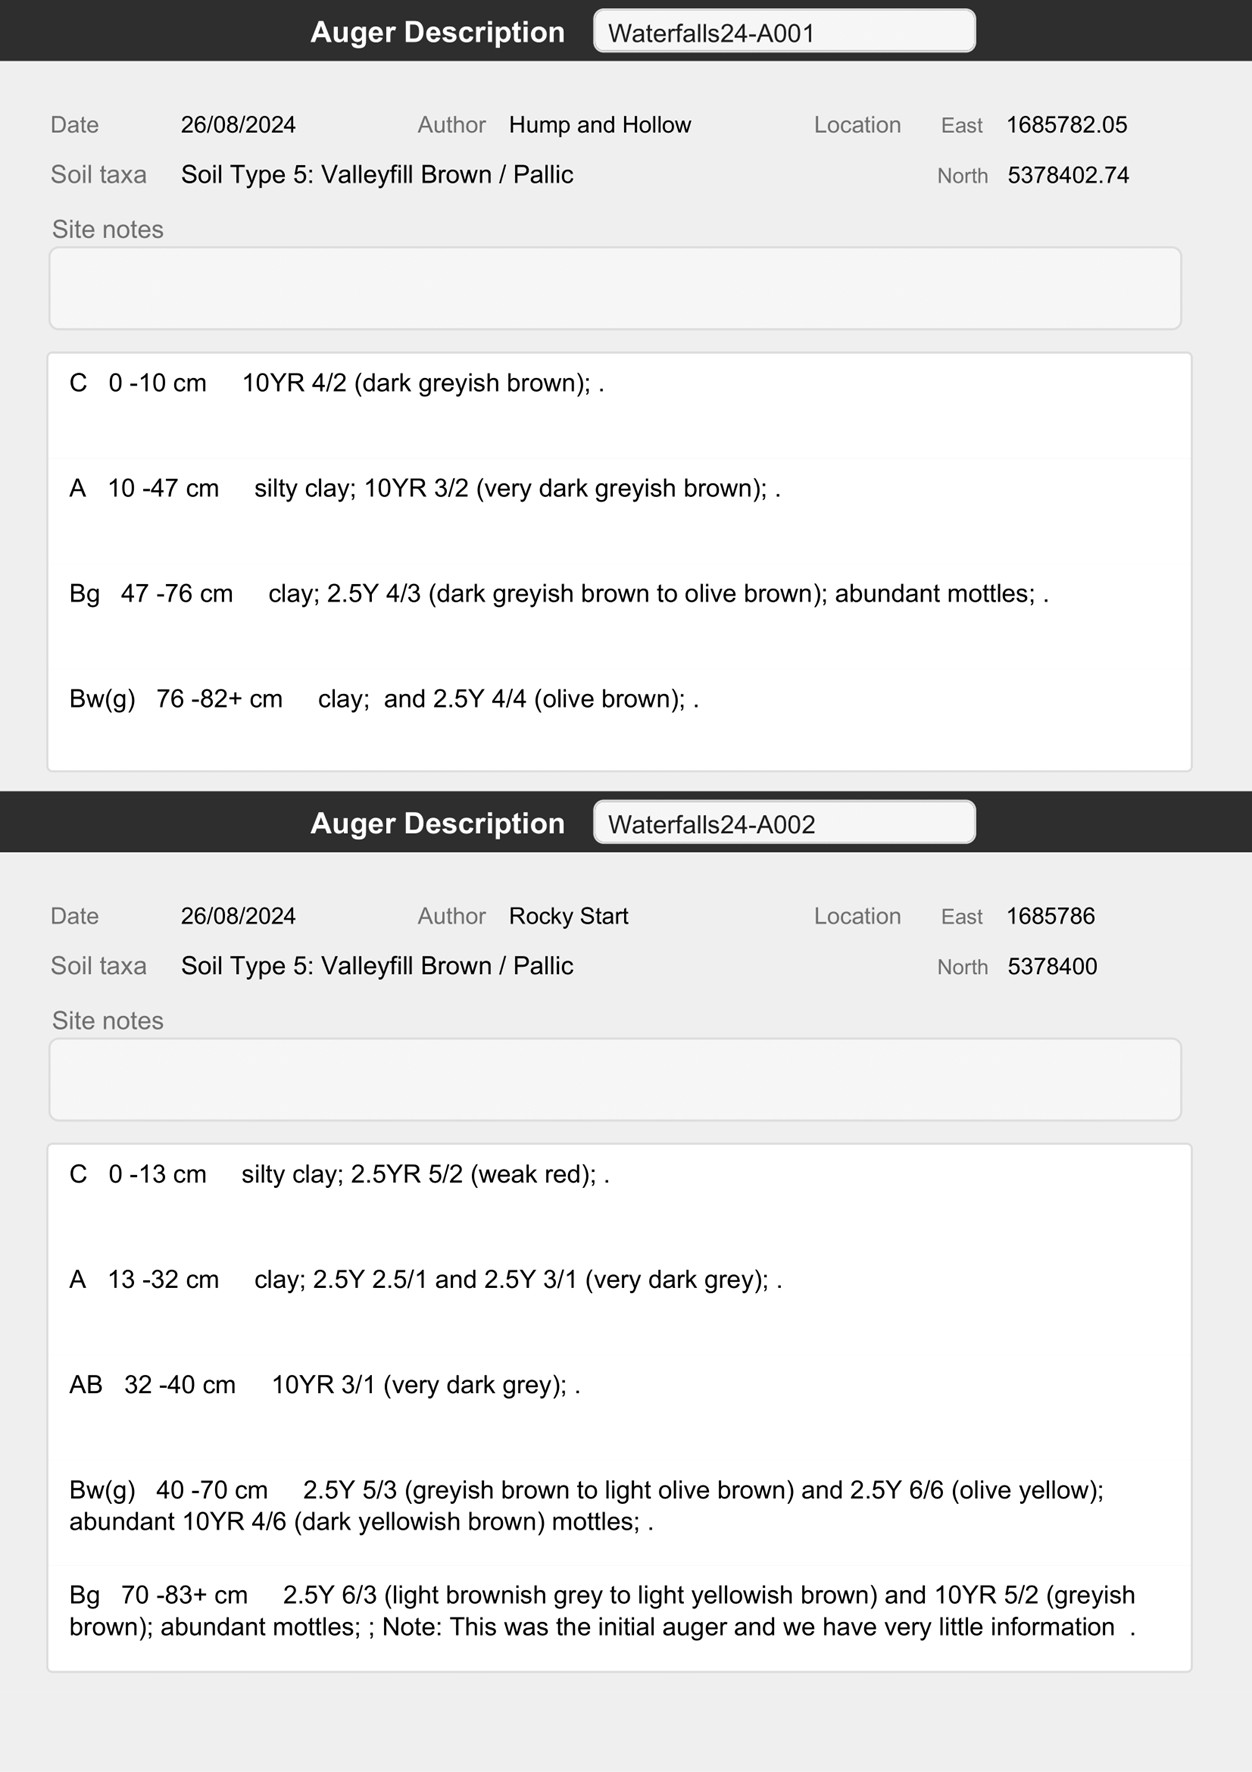 Auger Description Waterfalls24-A001
Date 26/08/2024 Author Hump and Hollow Location East 1685782.05
Soil taxa Soil Type 5: Valleyfill Brown / Pallic North 5378402.74
Site notes
C 0 -10 cm 10YR 4/2 (dark greyish brown); .
A 10 -47 cm silty clay; 10YR 3/2 (very dark greyish brown); .
Bg 47 -76 cm clay; 2.5Y 4/3 (dark greyish brown to olive brown); abundant mottles; .
Bw(g) 76 -82+ cm clay; and 2.5Y 4/4 (olive brown); .
Auger Description Waterfalls24-A002
Date 26/08/2024 Author Rocky Start Location East 1685786
Soil taxa Soil Type 5: Valleyfill Brown / Pallic North 5378400
Site notes
C 0 -13 cm silty clay; 2.5YR 5/2 (weak red); .
A 13 -32 cm clay; 2.5Y 2.5/1 and 2.5Y 3/1 (very dark grey); .
AB 32 -40 cm 10YR 3/1 (very dark grey); .
Bw(g) 40 -70 cm 2.5Y 5/3 (greyish brown to light olive brown) and 2.5Y 6/6 (olive yellow);
abundant 10YR 4/6 (dark yellowish brown) mottles; .
Bg 70 -83+ cm 2.5Y 6/3 (light brownish grey to light yellowish brown) and 10YR 5/2 (greyish
brown); abundant mottles; ; Note: This was the initial auger and we have very little information .